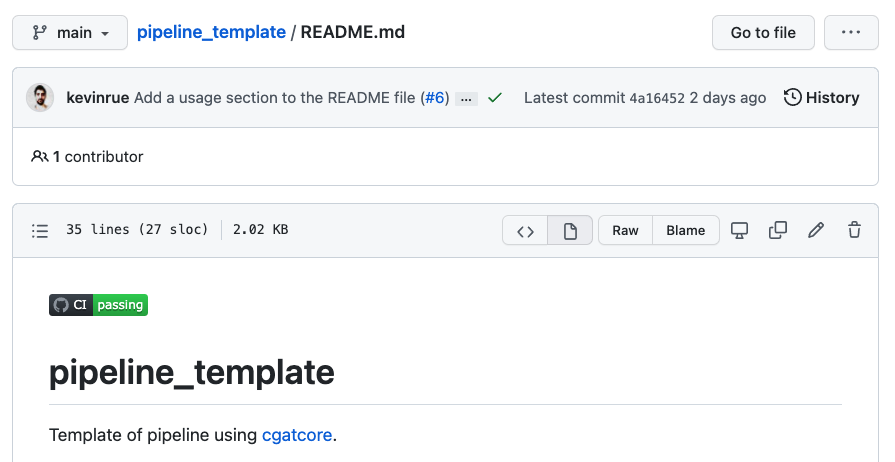 main pipeline_template / README.md Go to file ...
kevinrue Add a usage section to the README file (#6) ... Latest commit 4a16452 2 days ago History
1 contributor
35 lines (27 sloc) 2.02 KB <> Raw Blame
CI passing
pipeline_template
Template of pipeline using cgatcore.